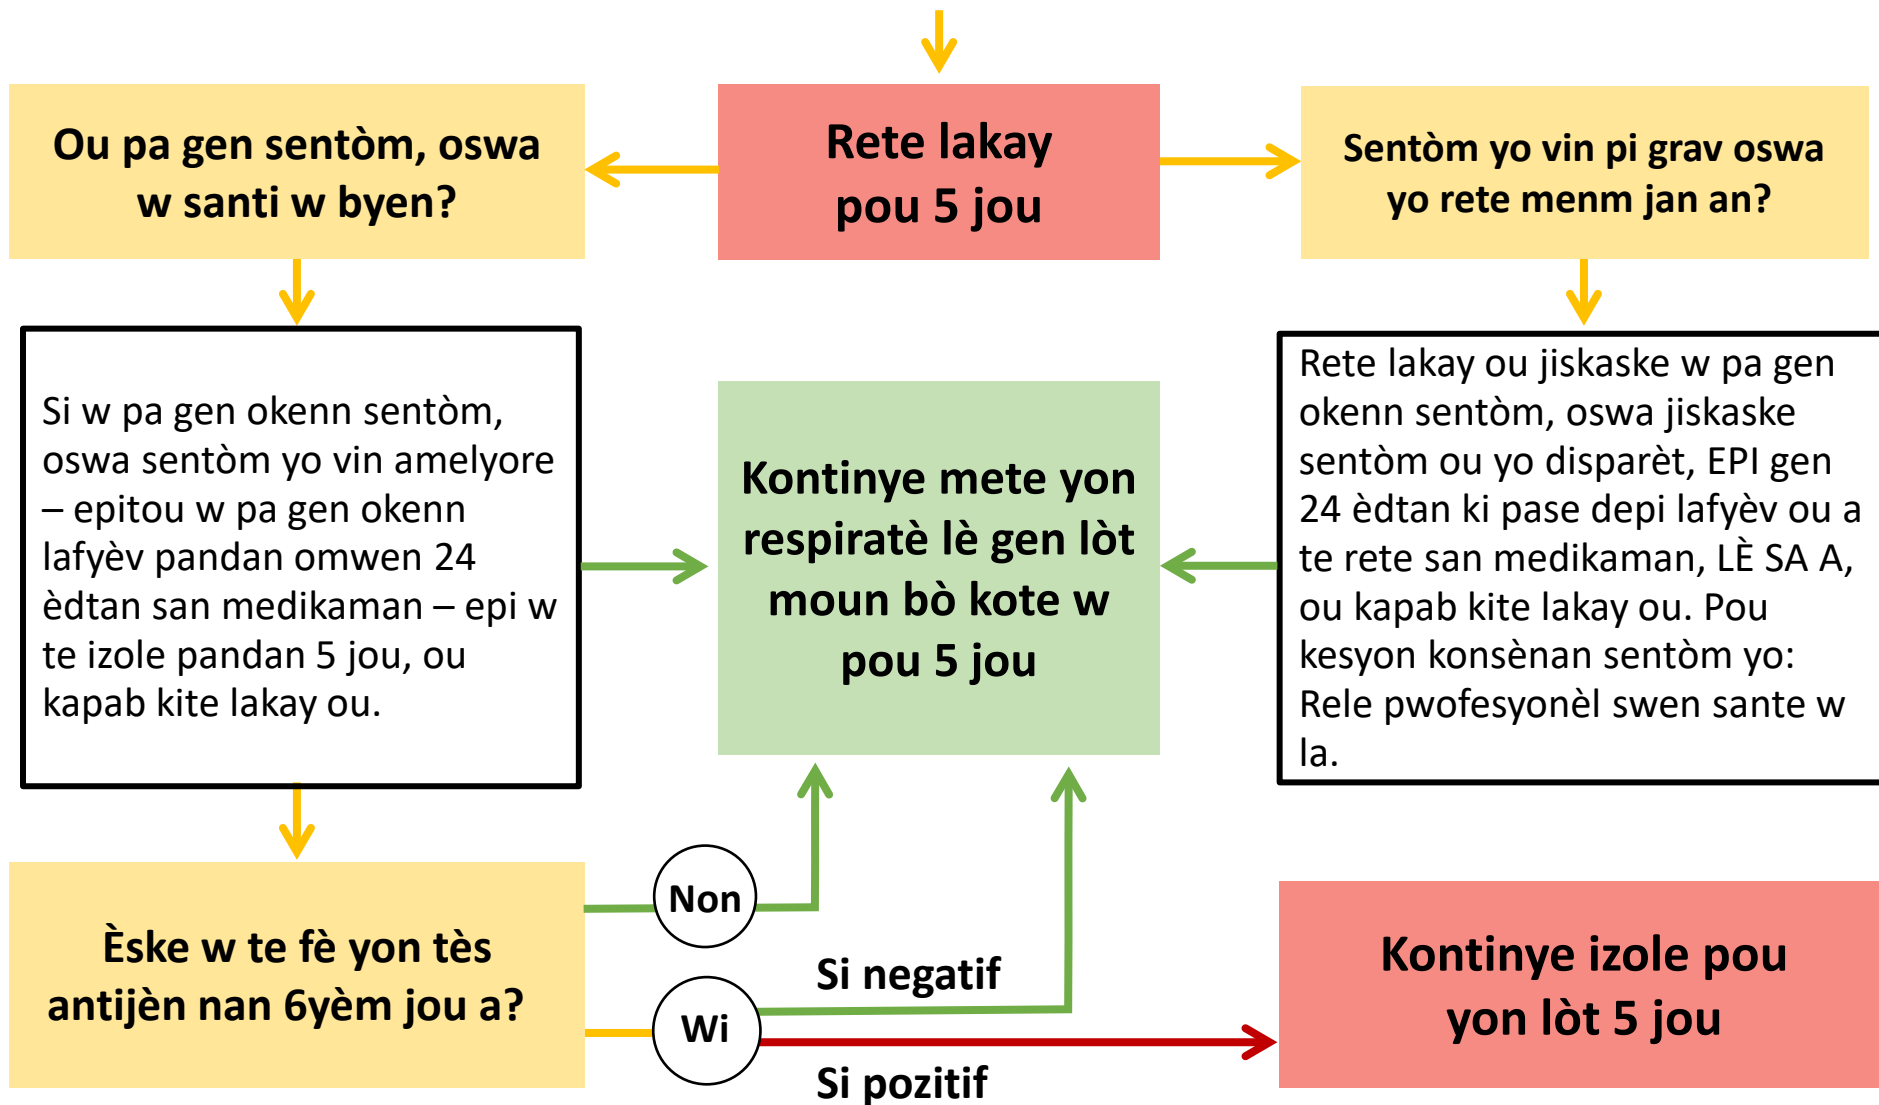 Ou pa gen sentòm, oswa
w santi w byen?
Rete lakay
pou 5 jou
Sentòm yo vin pi grav oswa
yo rete menm jan an?
Si w pa gen okenn sentòm,
oswa sentòm yo vin amelyore
– epitou w pa gen okenn
lafyèv pandan omwen 24
èdtan san medikaman – epi w
te izole pandan 5 jou, ou
kapab kite lakay ou.
Kontinye mete yon
respiratè lè gen lòt
moun bò kote w
pou 5 jou
Rete lakay ou jiskaske w pa gen
okenn sentòm, oswa jiskaske
sentòm ou yo disparèt, EPI gen
24 èdtan ki pase depi lafyèv ou a
te rete san medikaman, LÈ SA A,
ou kapab kite lakay ou. Pou
kesyon konsènan sentòm yo:
Rele pwofesyonèl swen sante w
la.
Èske w te fè yon tès
antijèn nan 6yèm jou a?
Non
Wi
Si negatif
Si pozitif
Kontinye izole pou
yon lòt 5 jou